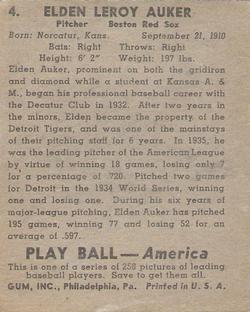 4. ELDEN LEROY AUKER
Pitcher Boston Red Sox
Born: Norcatur, Kans. September 21, 1910
Bats: Right Throws: Right
Height: 6' 2" Weight: 197 lbs.
Elden Auker, prominent on both the gridiron
and diamond while a student at Kansas A. &
M., began his professional baseball career with
the Decatur Club in 1932. After two years in
the minors, Elden became the property of the
Detroit Tigers, and was one of the mainstays
of their pitching staff for 6 years. In 1935, he
was the leading pitcher of the American League
by virtue of winning 18 games, losing only 7
for a percentage of 720. Pitched two games
for Detroit in the 1934 World Series, winning
one and losing one. During his six years of
major-league pitching, Elden Auker has pitched
195 games, winning 77 and losing 52 for an
average of .597.
PLAY BALL — America
This is one of a series of 250 pictures of leading
baseball players. Save to get them all.
GUM, INC., Philadelphia, Pa. Printed in U. S. A.